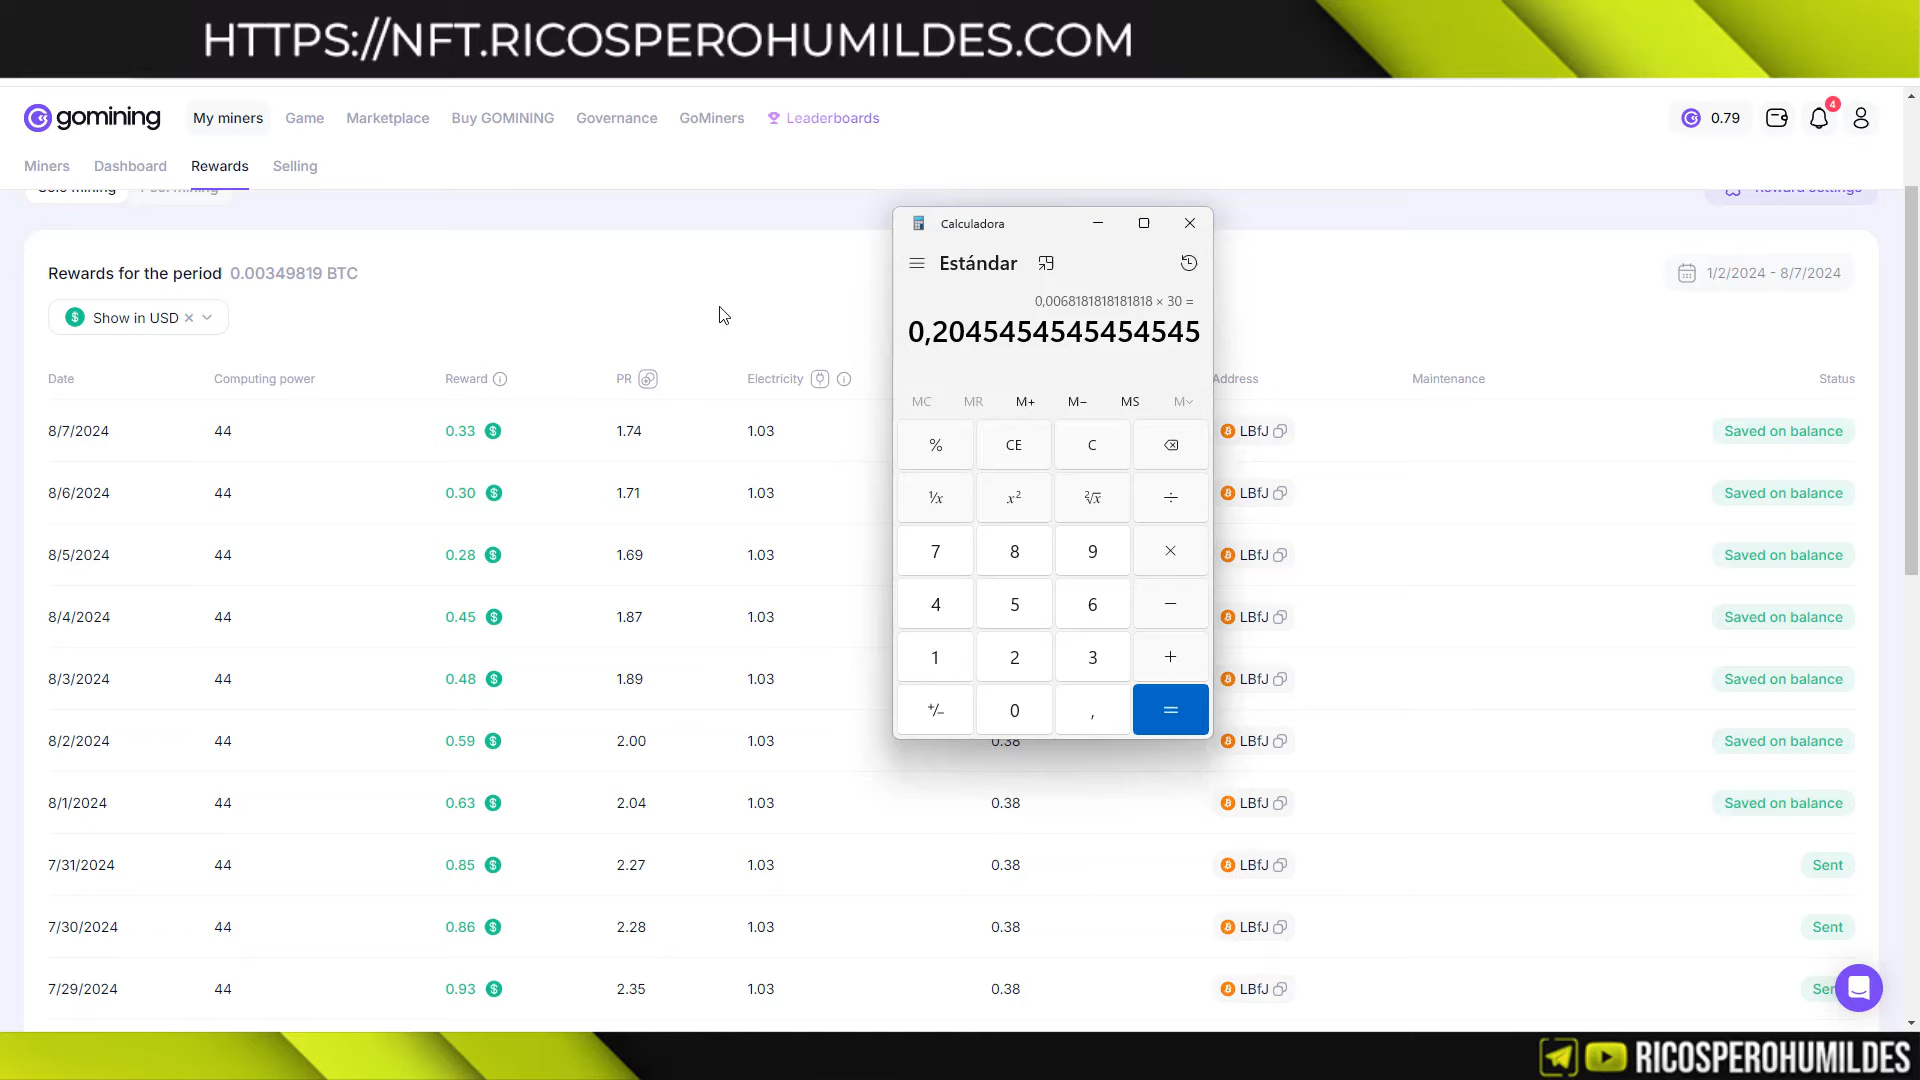 HTTPS://NFT.RICOSPEROHUMILDES.COM
gomining My miners Game Marketplace Buy GOMINING Governance GoMiners Leaderboards 0.79 4
Miners Dashboard Rewards Selling
Rewards for the period 0.00349819 BTC 1/2/2024 - 8/7/2024
Show in USD
Calculadora
Estándar
0,0068181818181818 × 30 =
0,2045454545454545
MC MR M+ M− MS M
% CE C
¹/x x² ²√x ÷
7 8 9 ×
4 5 6 −
1 2 3 +
+/− 0 , =
Date Computing power Reward PR Electricity Address Maintenance Status
8/7/2024 44 0.33 1.74 1.03 LBfJ Saved on balance
8/6/2024 44 0.30 1.71 1.03 LBfJ Saved on balance
8/5/2024 44 0.28 1.69 1.03 LBfJ Saved on balance
8/4/2024 44 0.45 1.87 1.03 LBfJ Saved on balance
8/3/2024 44 0.48 1.89 1.03 LBfJ Saved on balance
8/2/2024 44 0.59 2.00 1.03 0.38 LBfJ Saved on balance
8/1/2024 44 0.63 2.04 1.03 0.38 LBfJ Saved on balance
7/31/2024 44 0.85 2.27 1.03 0.38 LBfJ Sent
7/30/2024 44 0.86 2.28 1.03 0.38 LBfJ Sent
7/29/2024 44 0.93 2.35 1.03 0.38 LBfJ
RICOSPEROHUMILDES